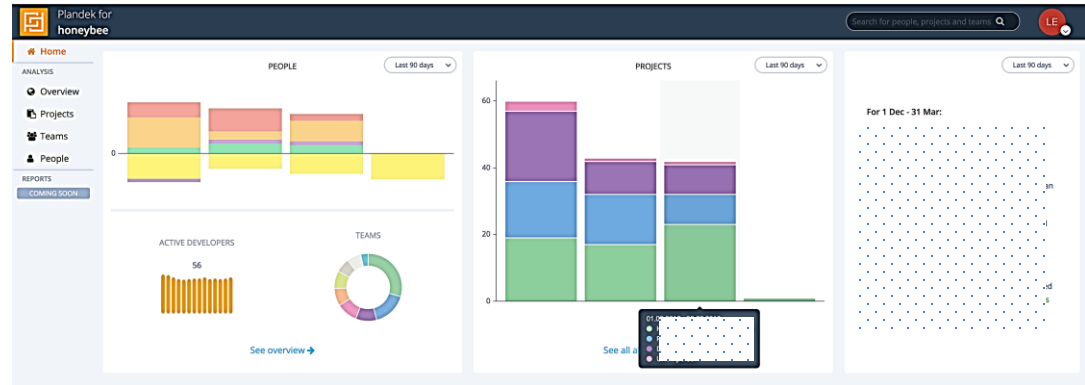 Plandek for
honeybee
Search for people, projects and teams
LE
Home
ANALYSIS
Overview
Projects
Teams
People
REPORTS
COMING SOON
PEOPLE
Last 90 days
0
ACTIVE DEVELOPERS
56
TEAMS
See overview
PROJECTS
Last 90 days
60
40
20
0
See all
Last 90 days
For 1 Dec - 31 Mar: